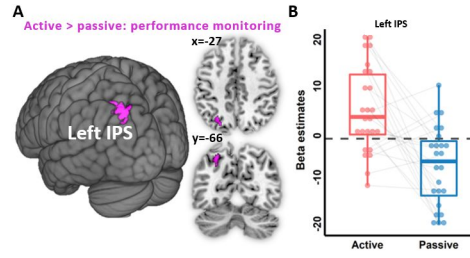 A
Active > passive: performance monitoring
x=-27
Left IPS
y=-66
B
Left IPS
Beta estimates
20
10
0
-10
-20
Active
Passive